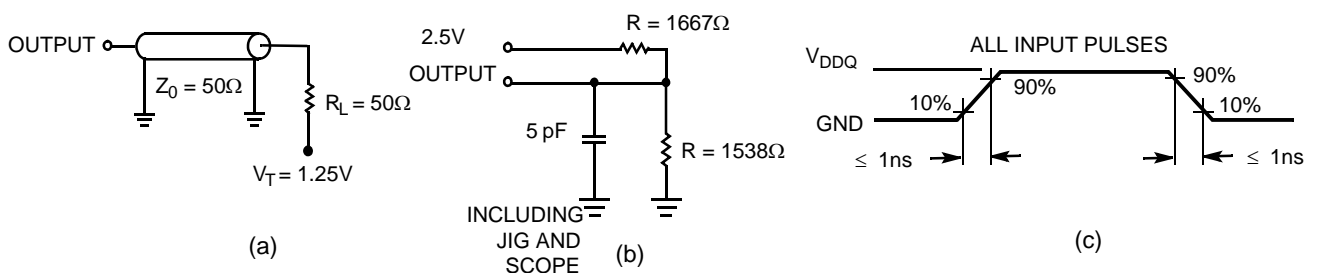 OUTPUT
Z0 = 50Ω
RL = 50Ω
VT = 1.25V
(a)
R = 1667Ω
2.5V
OUTPUT
5 pF
R = 1538Ω
INCLUDING
JIG AND
SCOPE
(b)
ALL INPUT PULSES
VDDQ
90%
90%
10%
10%
GND
≤ 1ns
≤ 1ns
(c)